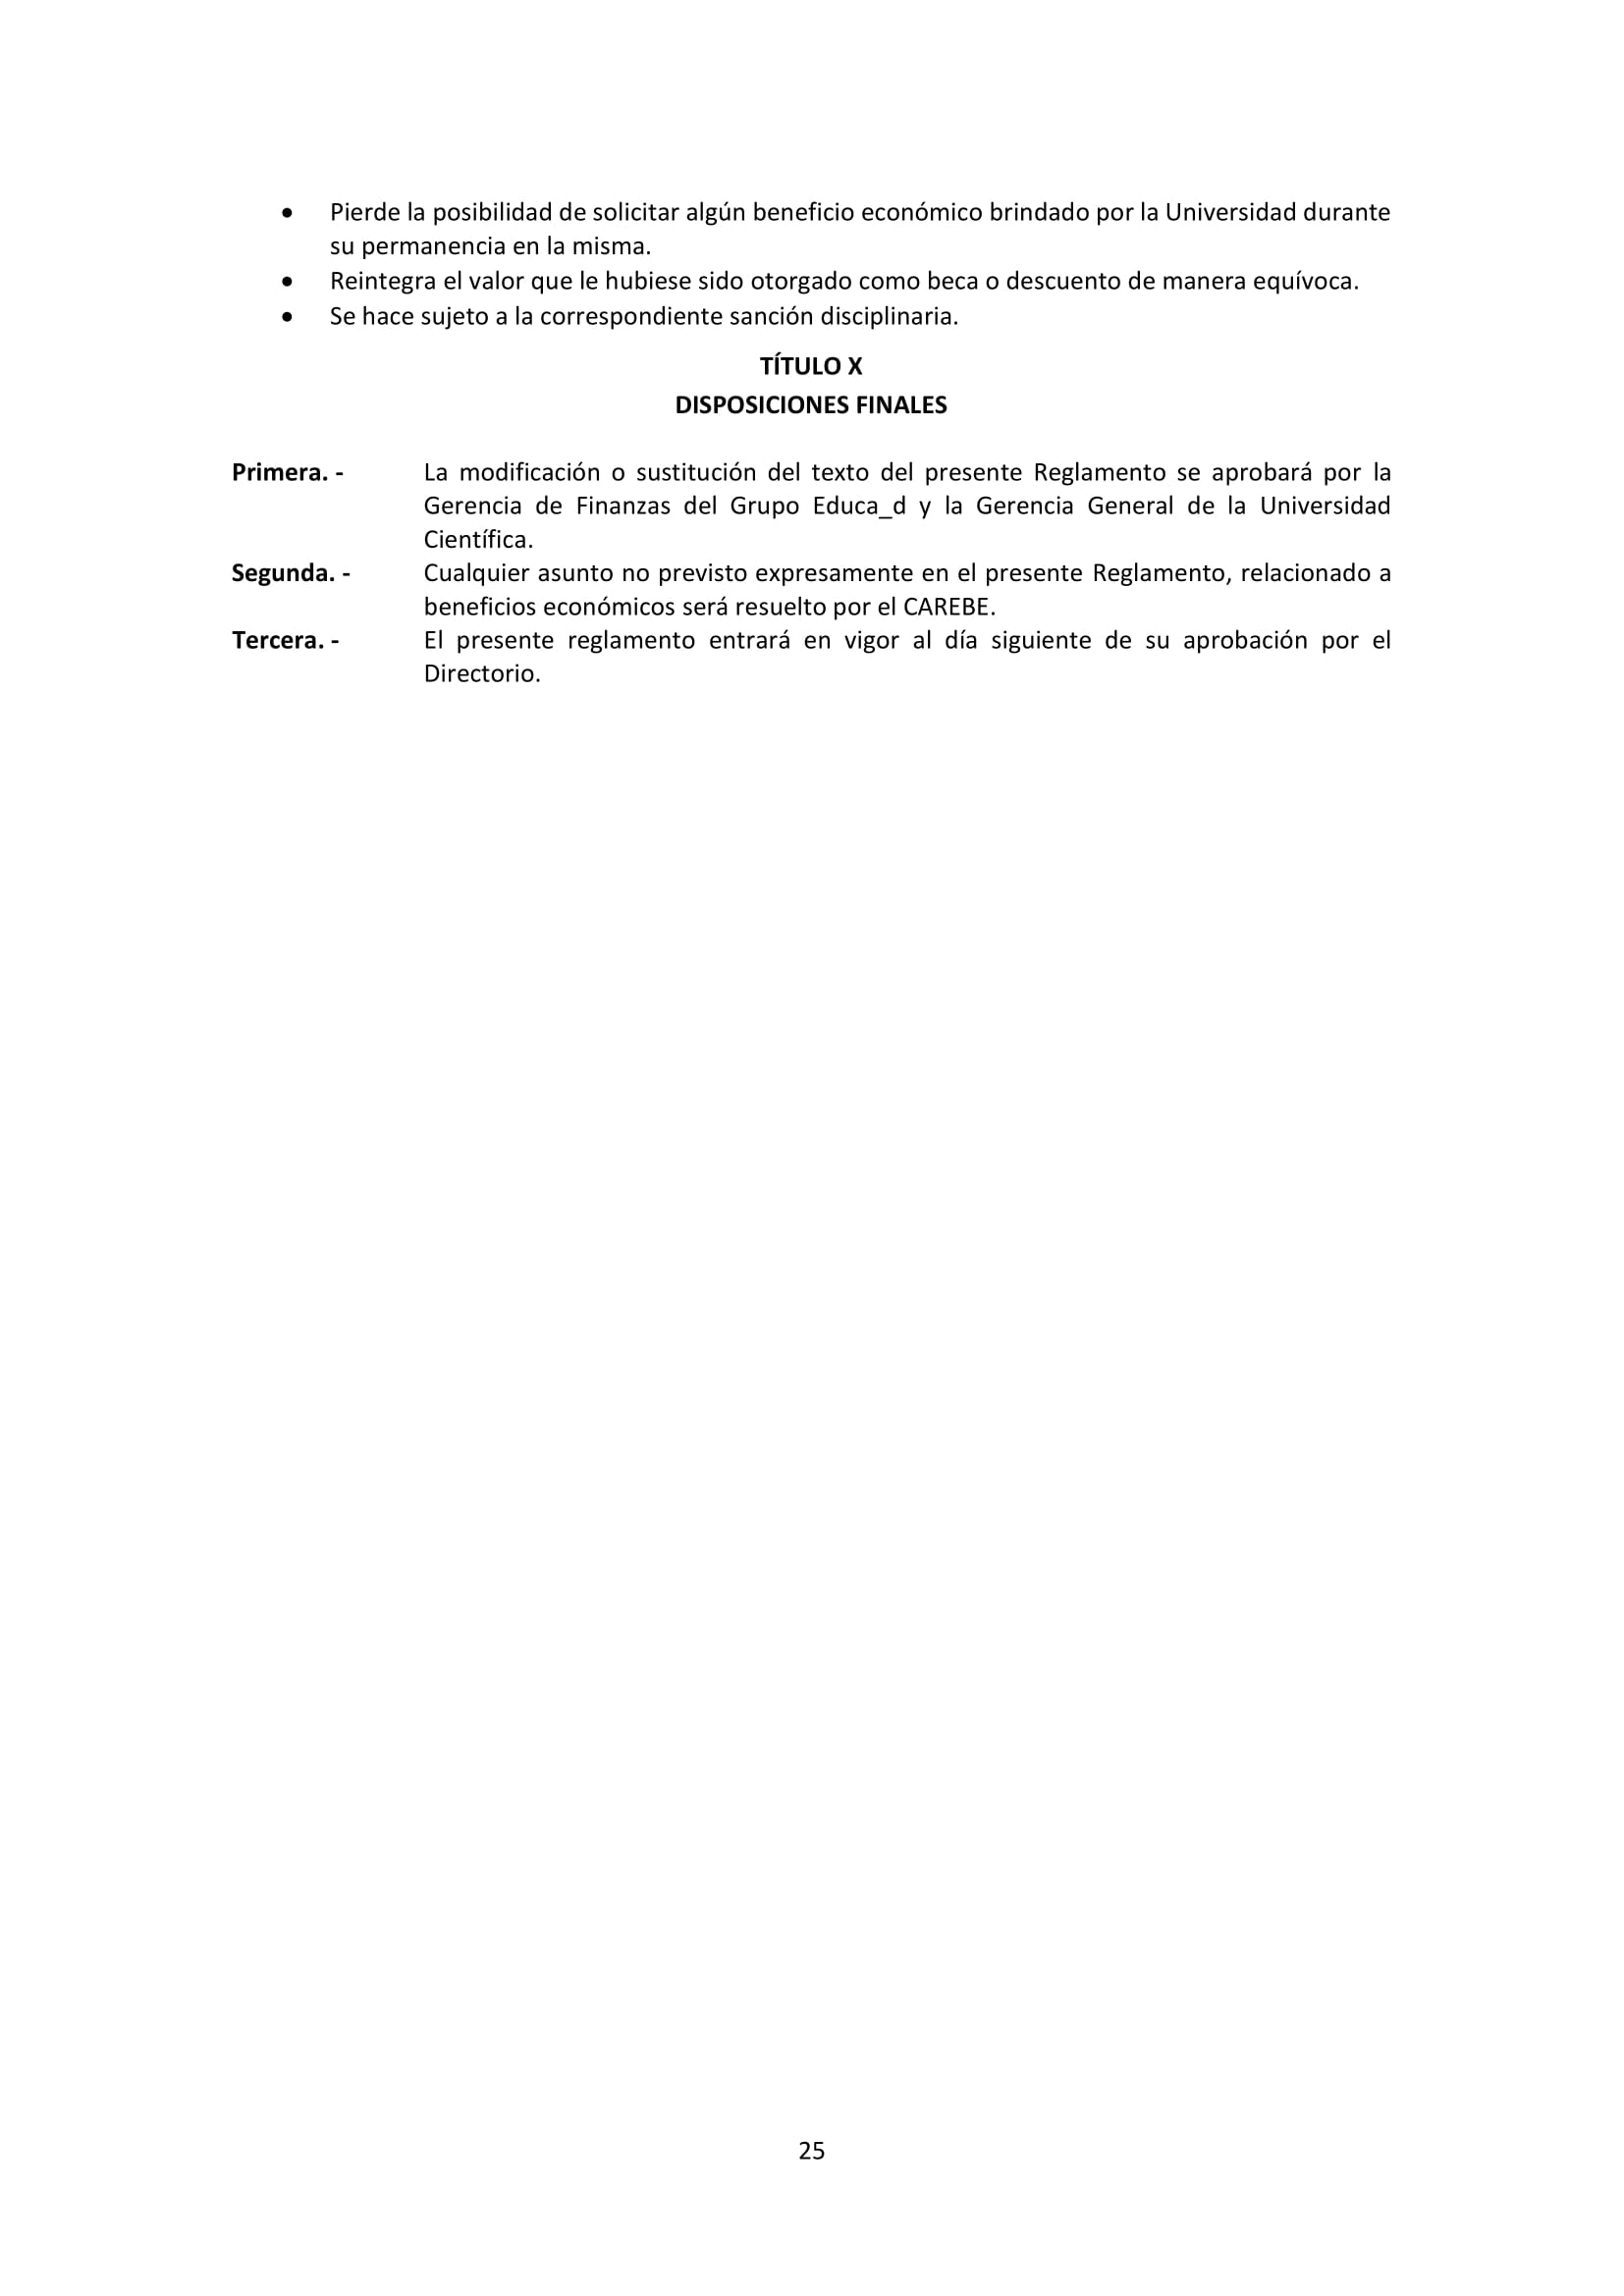 • Pierde la posibilidad de solicitar algún beneficio económico brindado por la Universidad durante
su permanencia en la misma.
• Reintegra el valor que le hubiese sido otorgado como beca o descuento de manera equívoca.
• Se hace sujeto a la correspondiente sanción disciplinaria.
TÍTULO X
DISPOSICIONES FINALES
Primera. - La modificación o sustitución del texto del presente Reglamento se aprobará por la
Gerencia de Finanzas del Grupo Educa_d y la Gerencia General de la Universidad
Científica.
Segunda. - Cualquier asunto no previsto expresamente en el presente Reglamento, relacionado a
beneficios económicos será resuelto por el CAREBE.
Tercera. - El presente reglamento entrará en vigor al día siguiente de su aprobación por el
Directorio.
25